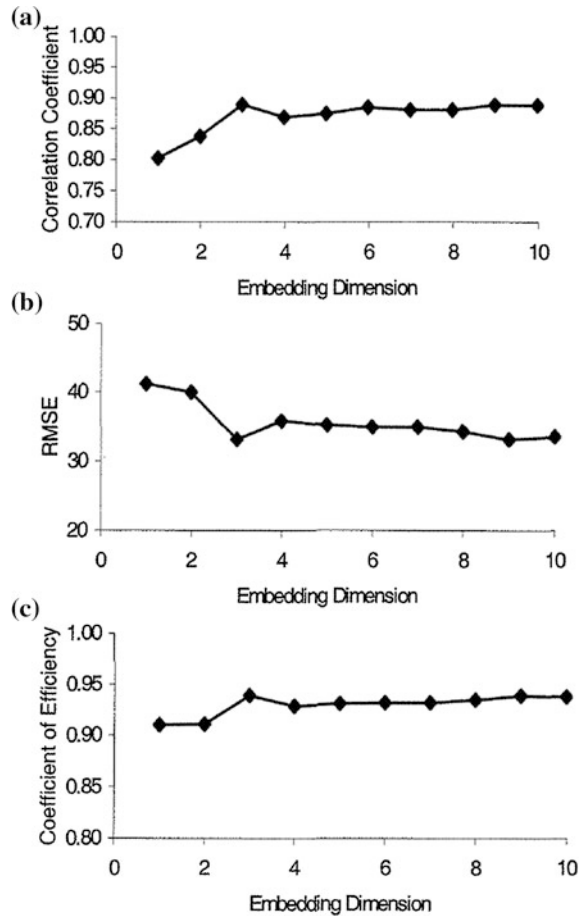 (a)
Correlation Coefficient
1.00
0.95
0.90
0.85
0.80
0.75
0.70
0 2 4 6 8 10
Embedding Dimension
(b)
RMSE
50
40
30
20
0 2 4 6 8 10
Embedding Dimension
(c)
Coefficient of Efficiency
1.00
0.95
0.90
0.85
0.80
0 2 4 6 8 10
Embedding Dimension